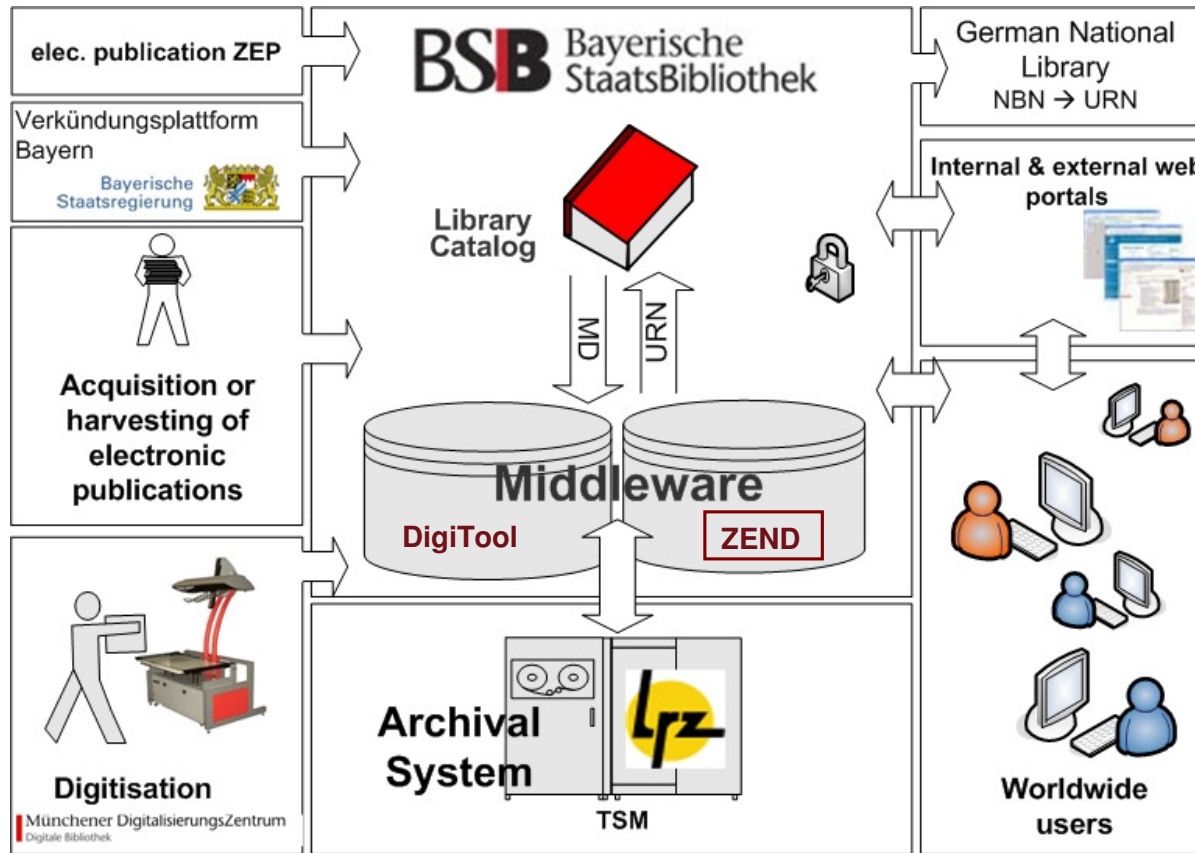 elec. publication ZEP
Verkündungsplattform
Bayern
Bayerische
Staatsregierung
Acquisition or
harvesting of
electronic
publications
Digitisation
Münchener DigitalisierungsZentrum
Digitale Bibliothek
BSB Bayerische
StaatsBibliothek
Library
Catalog
MD
URN
Middleware
DigiTool
ZEND
Archival
System
lrz
TSM
German National
Library
NBN → URN
Internal & external web
portals
Worldwide
users